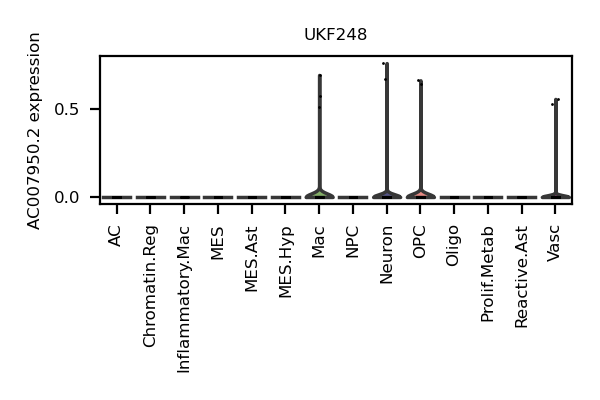 UKF248
AC007950.2 expression
0.5
0.0
AC
Chromatin.Reg
Inflammatory.Mac
MES
MES.Ast
MES.Hyp
Mac
NPC
Neuron
OPC
Oligo
Prolif.Metab
Reactive.Ast
Vasc